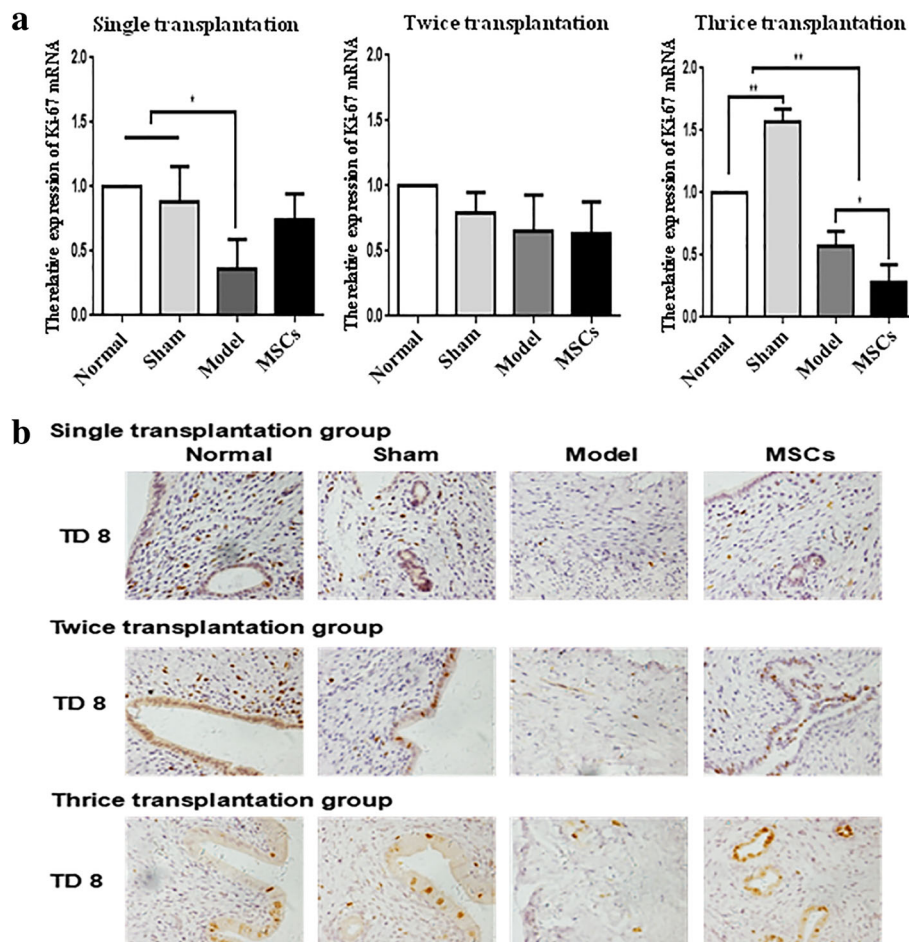 a
Single transplantation
Twice transplantation
Thrice transplantation
The relative expression of Ki-67 mRNA
2.0
1.5
1.0
0.5
0.0
*
Normal
Sham
Model
MSCs
The relative expression of Ki-67 mRNA
2.0
1.5
1.0
0.5
0.0
Normal
Sham
Model
MSCs
The relative expression of Ki-67 mRNA
2.0
1.5
1.0
0.5
0.0
**
**
*
Normal
Sham
Model
MSCs
b
Single transplantation group
Normal Sham Model MSCs
TD 8
Twice transplantation group
TD 8
Thrice transplantation group
TD 8